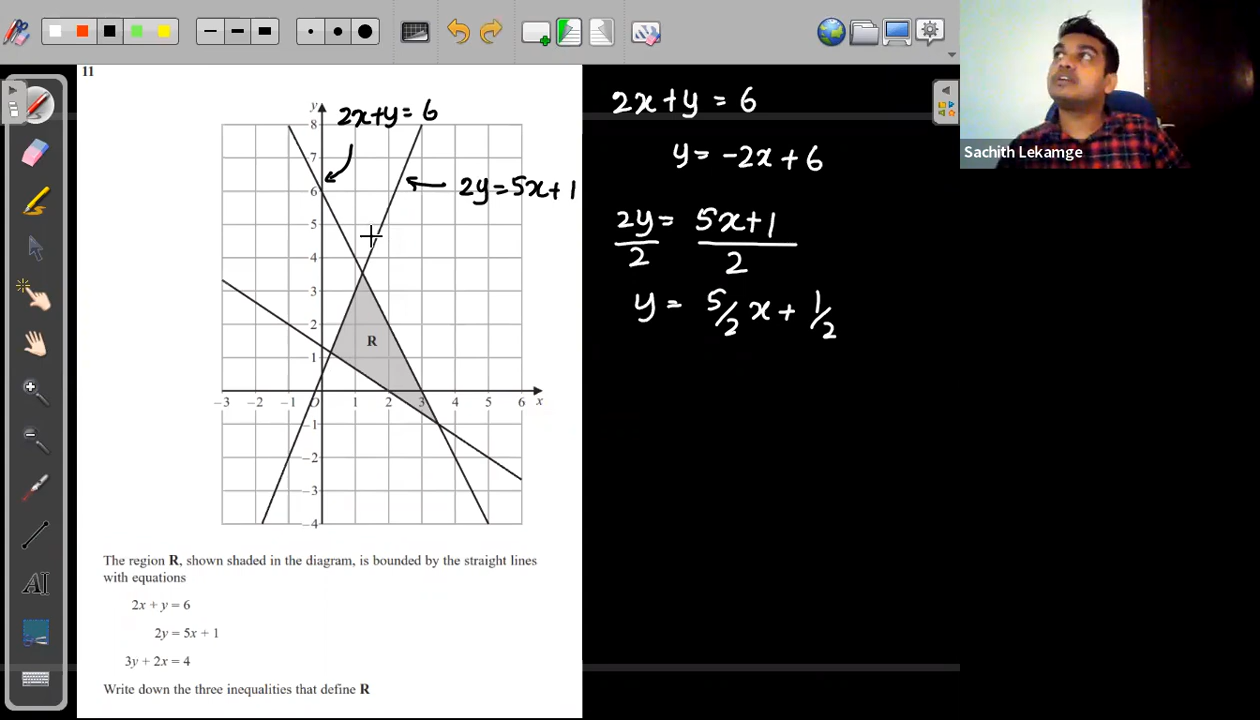 11
y
8
7
6
5
4
3
2
1
-3 -2 -1 O 1 2 3 4 5 6 x
-1
-2
-3
-4
R
2x+y=6
2y=5x+1
The region R, shown shaded in the diagram, is bounded by the straight lines
with equations
2x + y = 6
2y = 5x + 1
3y + 2x = 4
Write down the three inequalities that define R
2x+y = 6
y = -2x + 6
2y/2 = 5x+1/2
y = 5/2 x + 1/2
Sachith Lekamge
AI